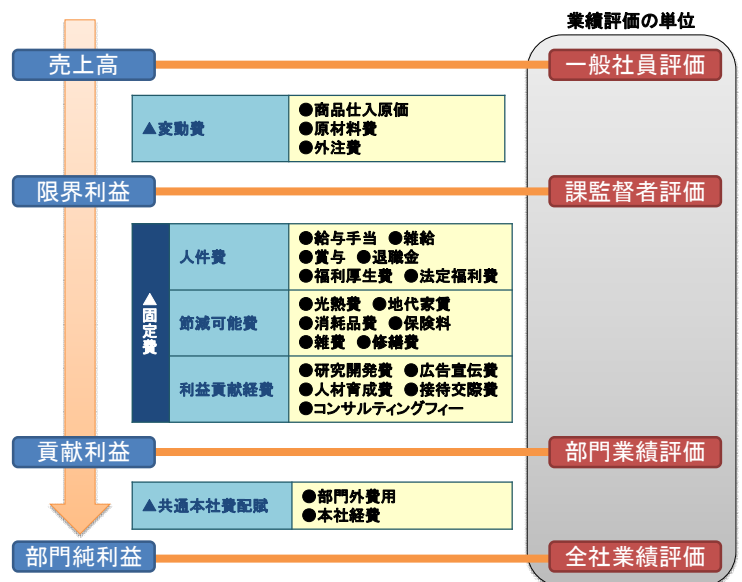 業績評価の単位
売上高
一般社員評価
▲変動費
●商品仕入原価
●原材料費
●外注費
限界利益
課監督者評価
▲固定費
人件費
●給与手当 ●雑給
●賞与 ●退職金
●福利厚生費 ●法定福利費
節減可能費
●光熱費 ●地代家賃
●消耗品費 ●保険料
●雑費 ●修繕費
利益貢献経費
●研究開発費 ●広告宣伝費
●人材育成費 ●接待交際費
●コンサルティングフィー
貢献利益
部門業績評価
▲共通本社費配賦
●部門外費用
●本社経費
部門純利益
全社業績評価